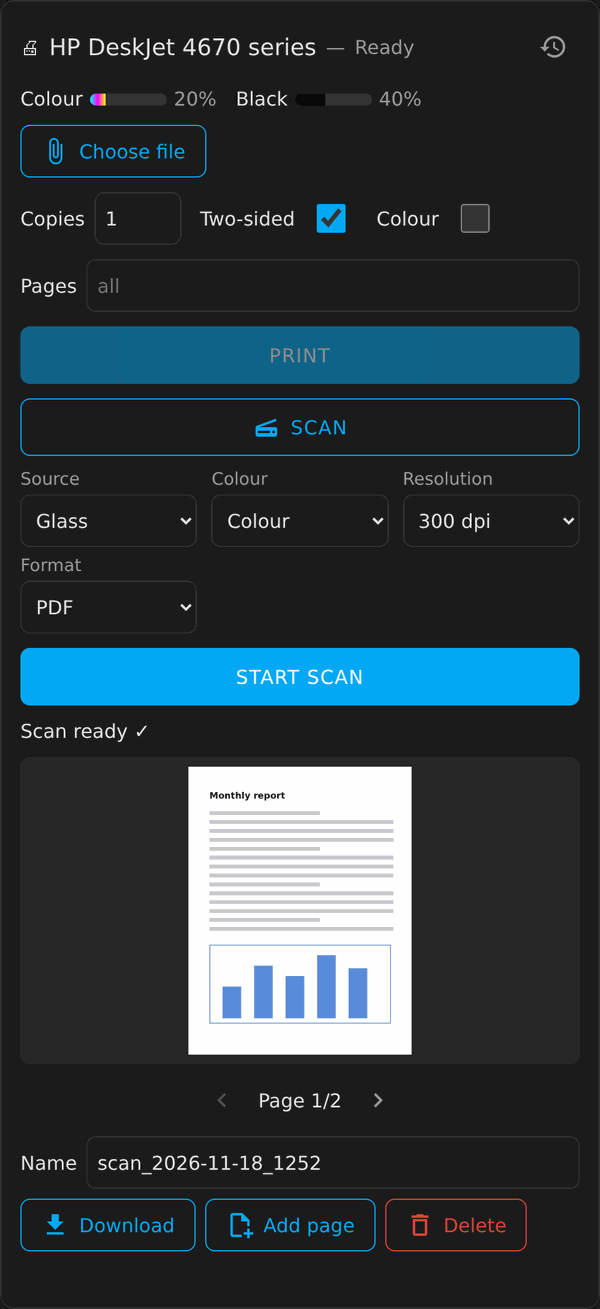 HP DeskJet 4670 series — Ready
Colour 20% Black 40%
Choose file
Copies 1 Two-sided Colour
Pages all
PRINT
SCAN
Source Colour Resolution
Glass Colour 300 dpi
Format
PDF
START SCAN
Scan ready ✓
Monthly report
Page 1/2
Name scan_2026-11-18_1252
Download Add page Delete